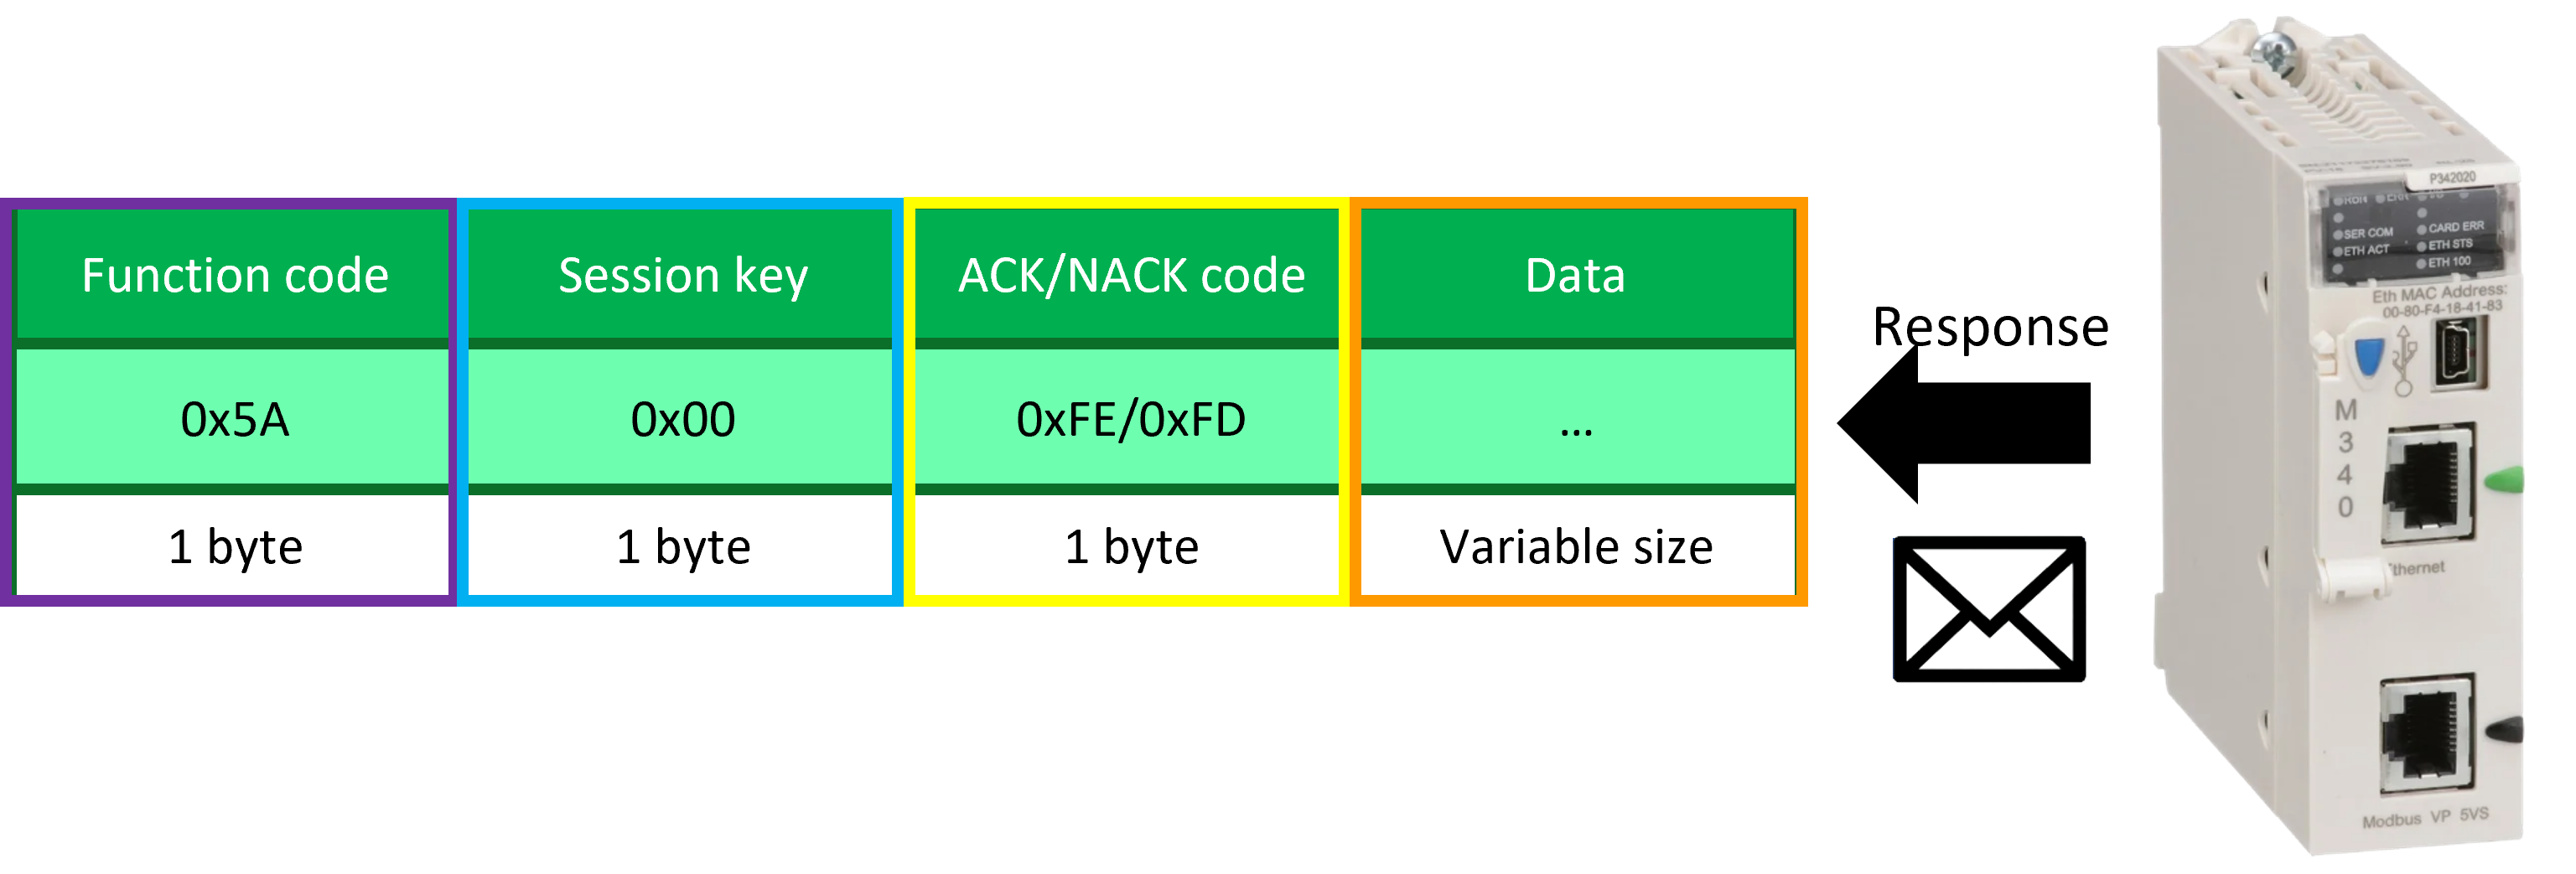 Function code
Session key
ACK/NACK code
Data
0x5A
0x00
0xFE/0xFD
...
1 byte
1 byte
1 byte
Variable size
Response
P342020
RUN ERR I/O
SER COM
CARD ERR
ETH ACT
ETH STS
ETH 100
Eth MAC Address:
00-80-F4-18-41-83
M
3
4
0
thernet
Modbus VP 5VS